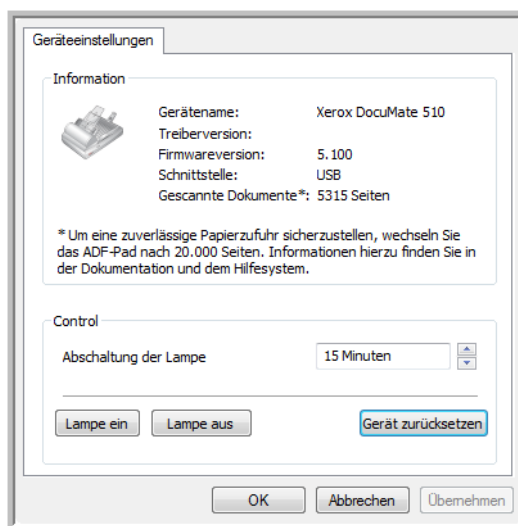 Geräteeinstellungen
Information
Gerätename: Xerox DocuMate 510
Treiberversion:
Firmwareversion: 5.100
Schnittstelle: USB
Gescannte Dokumente*: 5315 Seiten
* Um eine zuverlässige Papierzufuhr sicherzustellen, wechseln Sie
das ADF-Pad nach 20.000 Seiten. Informationen hierzu finden Sie in
der Dokumentation und dem Hilfesystem.
Control
Abschaltung der Lampe 15 Minuten
Lampe ein Lampe aus Gerät zurücksetzen
OK Abbrechen Übernehmen